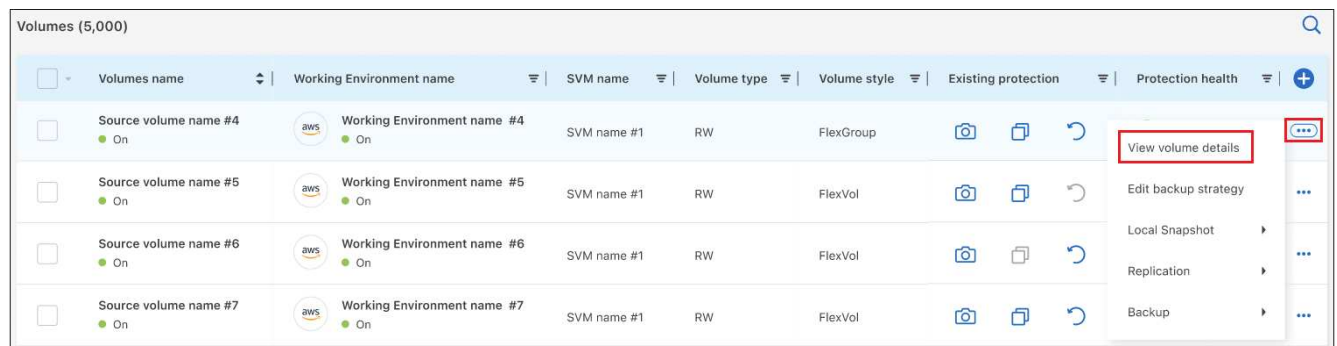 Volumes (5,000)
Volumes name Working Environment name SVM name Volume type Volume style Existing protection Protection health
Source volume name #4 aws Working Environment name #4 SVM name #1 RW FlexGroup
On On
View volume details
Source volume name #5 aws Working Environment name #5 SVM name #1 RW FlexVol
On On
Edit backup strategy
Local Snapshot
Source volume name #6 aws Working Environment name #6 SVM name #1 RW FlexVol
On On
Replication
Source volume name #7 aws Working Environment name #7 SVM name #1 RW FlexVol
On On
Backup